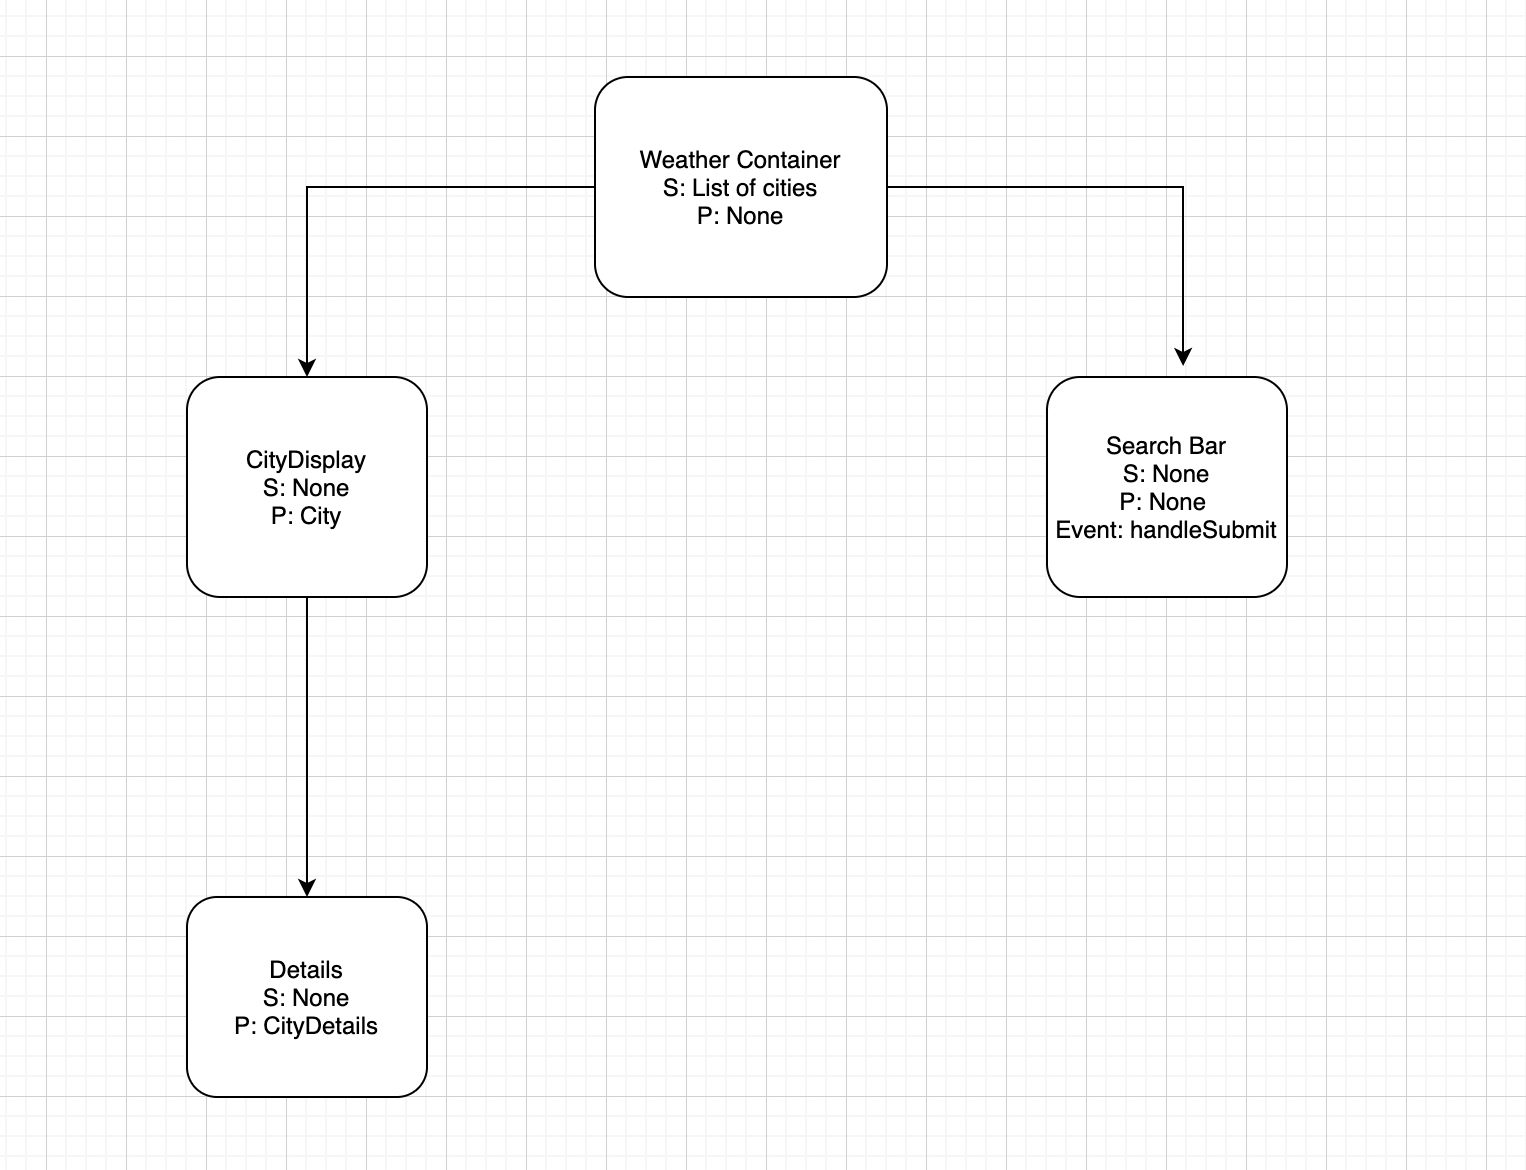 Weather Container
S: List of cities
P: None
CityDisplay
S: None
P: City
Search Bar
S: None
P: None
Event: handleSubmit
Details
S: None
P: CityDetails